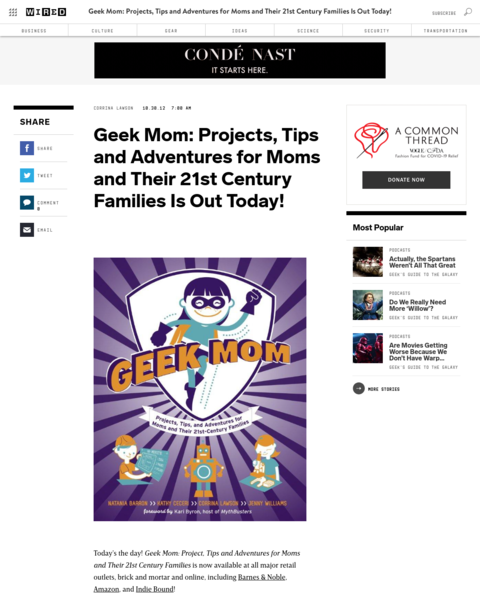 WIRED
Geek Mom: Projects, Tips and Adventures for Moms and Their 21st Century Families Is Out Today!
SUBSCRIBE
BUSINESS
CULTURE
GEAR
IDEAS
SCIENCE
SECURITY
TRANSPORTATION
CONDÉ NAST
IT STARTS HERE.
SHARE
SHARE
TWEET
COMMENT
0
EMAIL
CORRINA LAWSON 10.30.12 7:00 AM
Geek Mom: Projects, Tips
and Adventures for Moms
and Their 21st Century
Families Is Out Today!
GEEK MOM
Projects, Tips, and Adventures for
Moms and Their 21st-Century Families
NATANIA BARRON >> KATHY CECERI >> CORRINA LAWSON >> JENNY WILLIAMS
foreword by Kari Byron, host of MYTHBUSTERS
Today's the day! Geek Mom: Project, Tips and Adventures for Moms
and Their 21st Century Families is now available at all major retail
outlets, brick and mortar and online, including Barnes & Noble,
Amazon, and Indie Bound!
A COMMON
THREAD
VOGUE CFDA
Fashion Fund for COVID-19 Relief
DONATE NOW
Most Popular
PODCASTS
Actually, the Spartans
Weren't All That Great
GEEK'S GUIDE TO THE GALAXY
PODCASTS
Do We Really Need
More 'Willow'?
GEEK'S GUIDE TO THE GALAXY
PODCASTS
Are Movies Getting
Worse Because We
Don't Have Warp...
GEEK'S GUIDE TO THE GALAXY
MORE STORIES